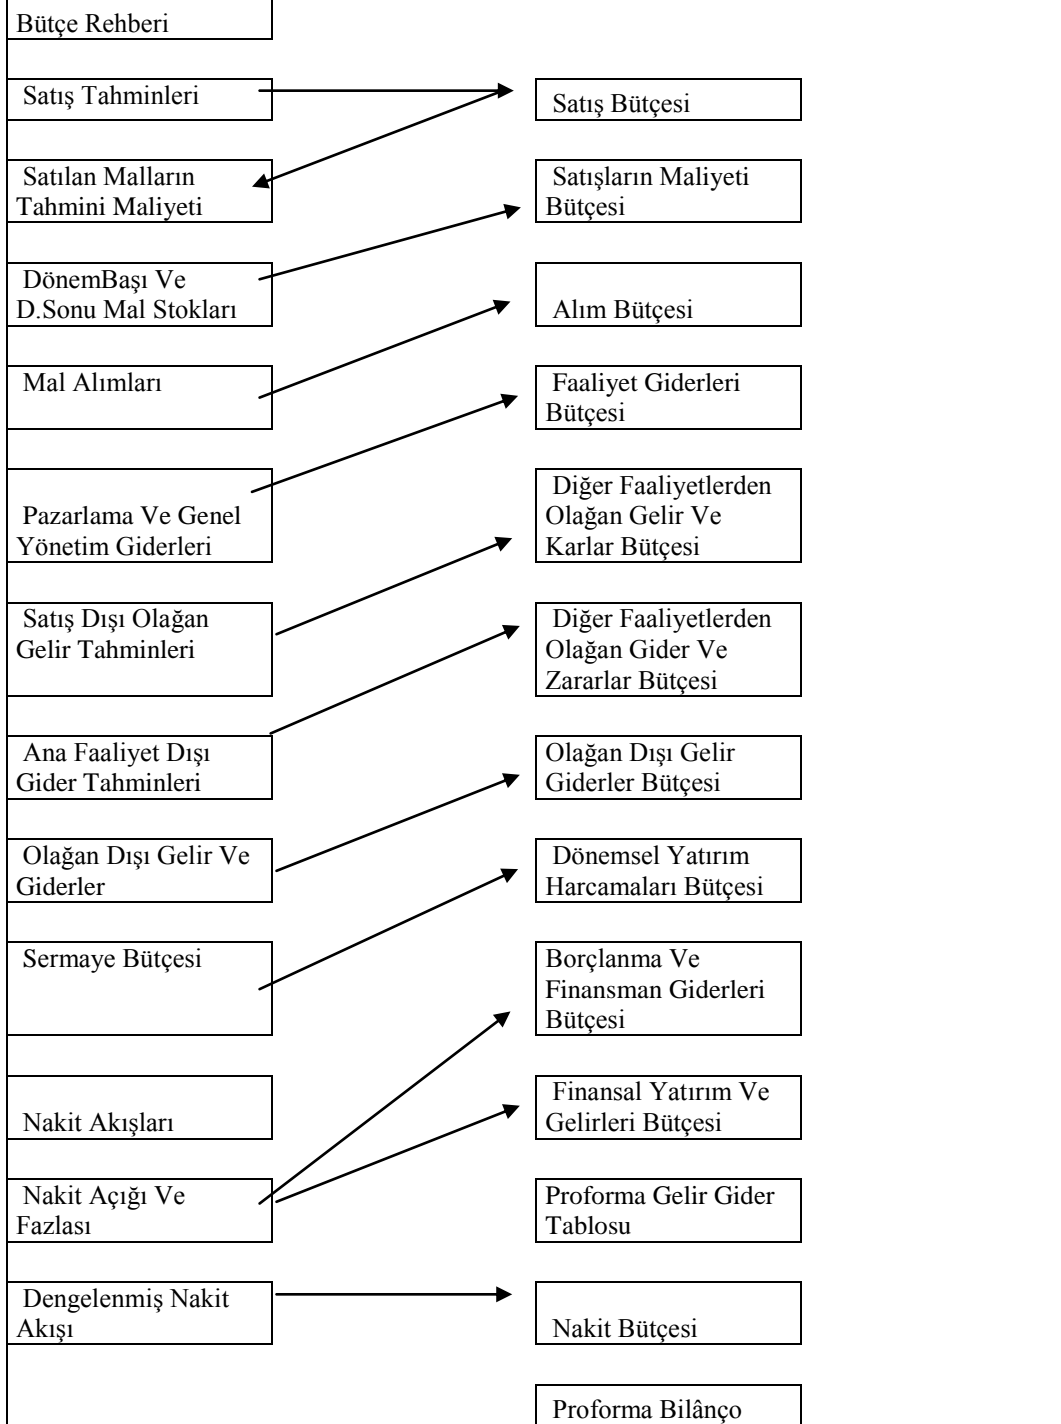 Bütçe Rehberi
Satış Tahminleri
Satış Bütçesi
Satılan Malların
Tahmini Maliyeti
Satışların Maliyeti
Bütçesi
DönemBaşı Ve
D.Sonu Mal Stokları
Alım Bütçesi
Mal Alımları
Faaliyet Giderleri
Bütçesi
Pazarlama Ve Genel
Yönetim Giderleri
Diğer Faaliyetlerden
Olağan Gelir Ve
Karlar Bütçesi
Satış Dışı Olağan
Gelir Tahminleri
Diğer Faaliyetlerden
Olağan Gider Ve
Zararlar Bütçesi
Ana Faaliyet Dışı
Gider Tahminleri
Olağan Dışı Gelir
Giderler Bütçesi
Olağan Dışı Gelir Ve
Giderler
Dönemsel Yatırım
Harcamaları Bütçesi
Sermaye Bütçesi
Borçlanma Ve
Finansman Giderleri
Bütçesi
Nakit Akışları
Finansal Yatırım Ve
Gelirleri Bütçesi
Nakit Açığı Ve
Fazlası
Proforma Gelir Gider
Tablosu
Dengelenmiş Nakit
Akışı
Nakit Bütçesi
Proforma Bilânço